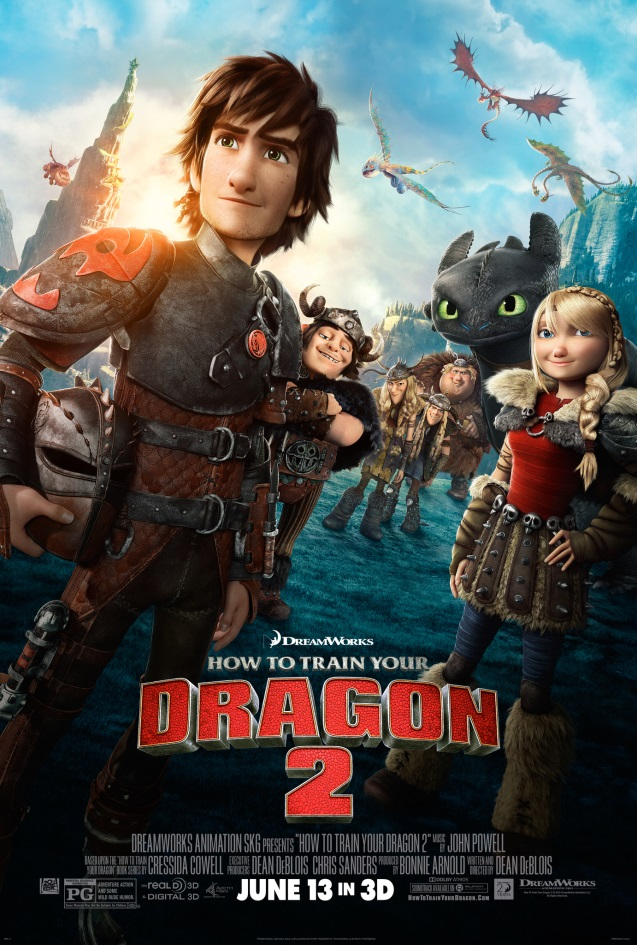 DREAMWORKS
HOW TO TRAIN YOUR
DRAGON
2
DREAMWORKS ANIMATION SKG PRESENTS "HOW TO TRAIN YOUR DRAGON 2" MUSIC BY JOHN POWELL
BASED UPON THE "HOW TO TRAIN YOUR DRAGON" BOOK SERIES BY CRESSIDA COWELL EXECUTIVE PRODUCERS DEAN DEBLOIS CHRIS SANDERS PRODUCED BY BONNIE ARNOLD WRITTEN AND DIRECTED BY DEAN DEBLOIS
PG ADVENTURE ACTION AND SOME MILD RUDE HUMOR
REALD 3D
DIGITAL 3D
JUNE 13 IN 3D
DOLBY ATMOS
SOUNDTRACK AVAILABLE ON
HOWTOTRAINYOURDRAGON.COM
DREAMWORKS